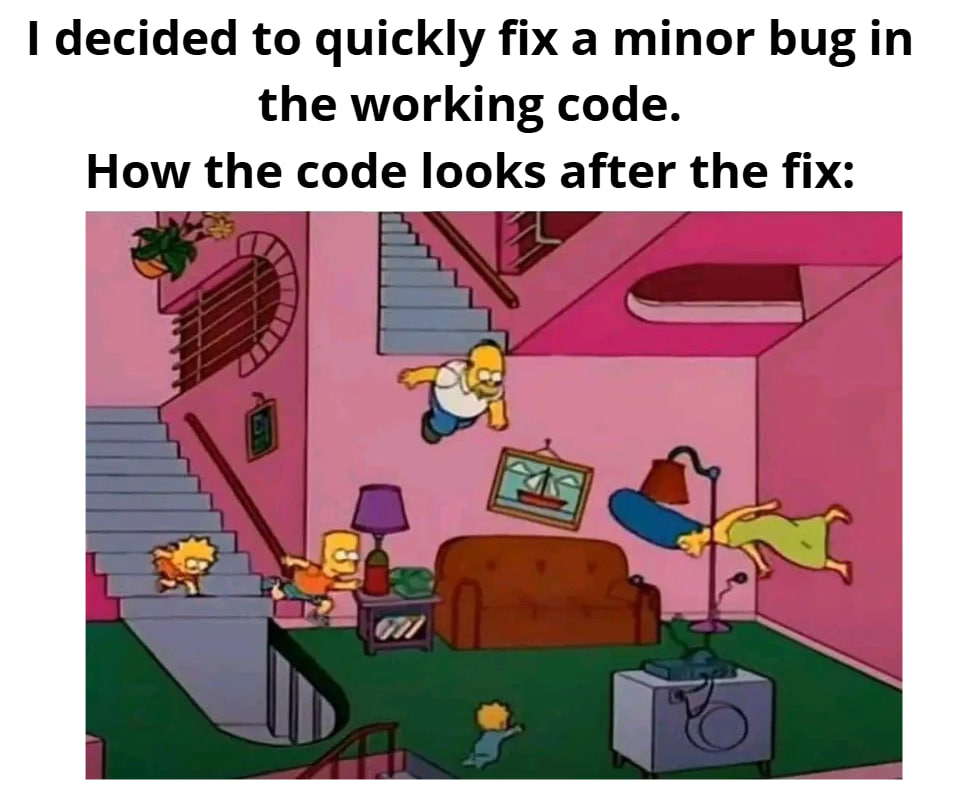 I decided to quickly fix a minor bug in
the working code.
How the code looks after the fix: